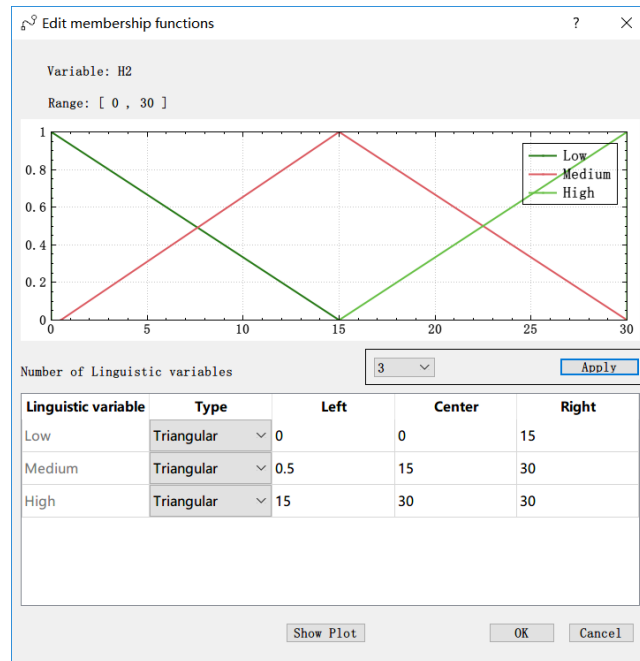 Edit membership functions ? ×
Variable: H2
Range: [ 0 , 30 ]
1
0.8
0.6
0.4
0.2
0
0 5 10 15 20 25 30
Low
Medium
High
Number of Linguistic variables 3 Apply
Linguistic variable Type Left Center Right
Low Triangular 0 0 15
Medium Triangular 0.5 15 30
High Triangular 15 30 30
Show Plot OK Cancel